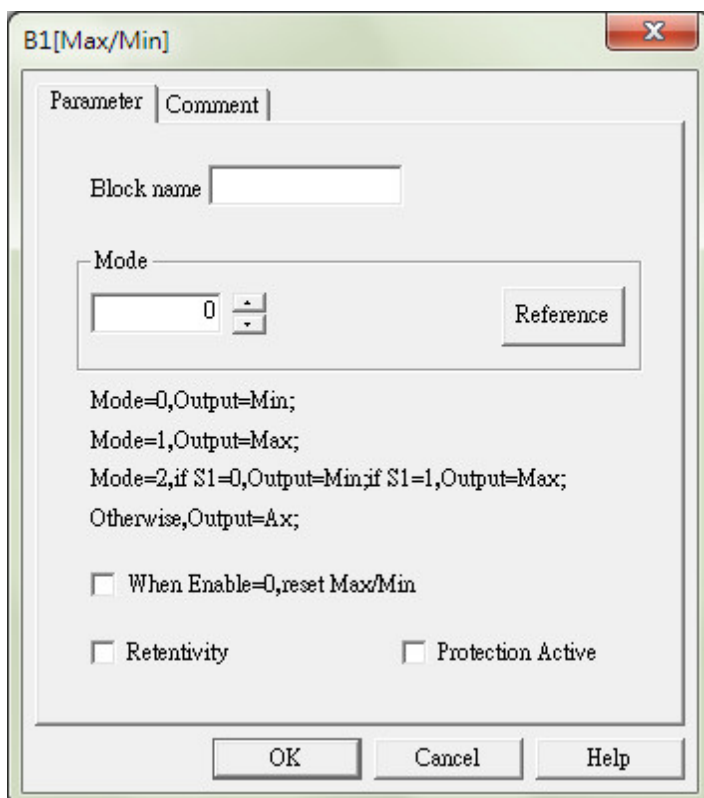 B1[Max/Min]
Parameter Comment
Block name
Mode
0
Reference
Mode=0,Output=Min;
Mode=1,Output=Max;
Mode=2,if S1=0,Output=Min;if S1=1,Output=Max;
Otherwise,Output=Ax;
When Enable=0,reset Max/Min
Retentivity Protection Active
OK Cancel Help